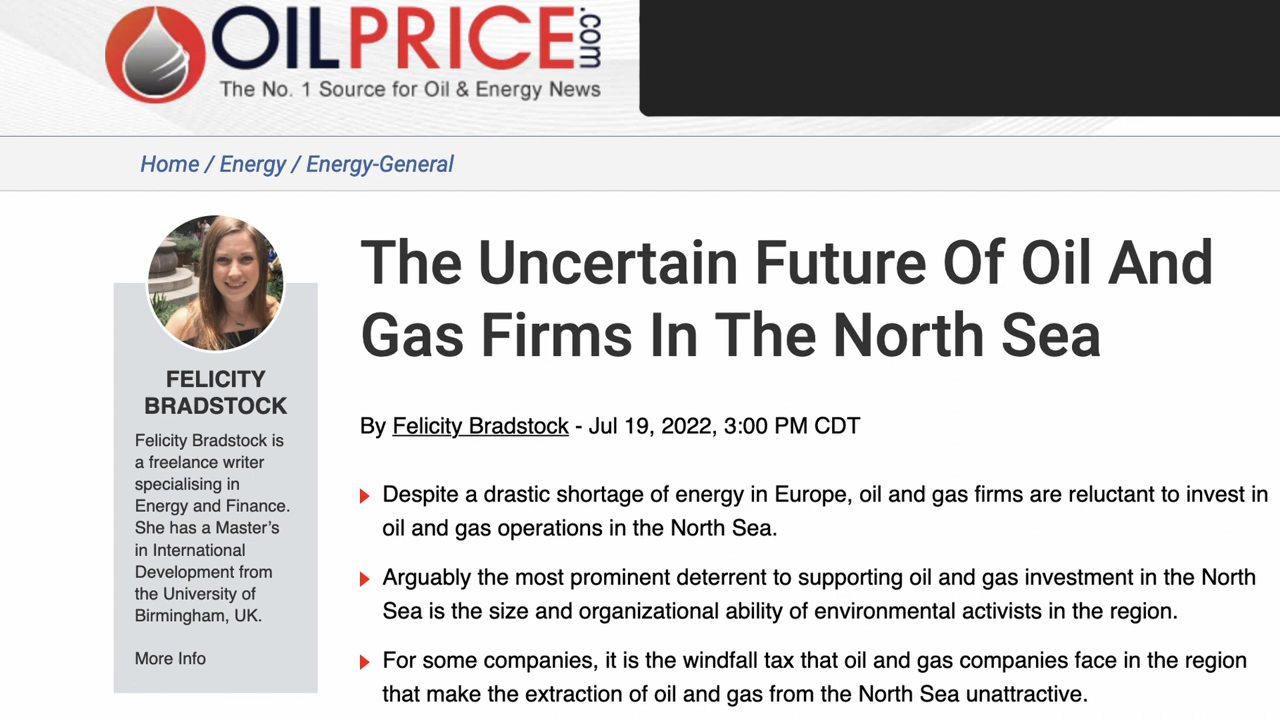 OILPRICE.com
The No. 1 Source for Oil & Energy News
Home / Energy / Energy-General
FELICITY
BRADSTOCK
Felicity Bradstock is
a freelance writer
specialising in
Energy and Finance.
She has a Master's
in International
Development from
the University of
Birmingham, UK.
More Info
The Uncertain Future Of Oil And
Gas Firms In The North Sea
By Felicity Bradstock - Jul 19, 2022, 3:00 PM CDT
Despite a drastic shortage of energy in Europe, oil and gas firms are reluctant to invest in
oil and gas operations in the North Sea.
Arguably the most prominent deterrent to supporting oil and gas investment in the North
Sea is the size and organizational ability of environmental activists in the region.
For some companies, it is the windfall tax that oil and gas companies face in the region
that make the extraction of oil and gas from the North Sea unattractive.